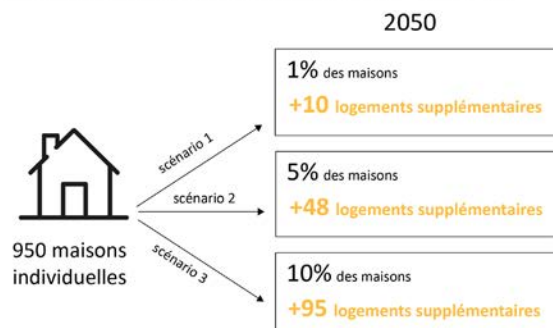 2050
1% des maisons
+10 logements supplémentaires
scénario 1
5% des maisons
scénario 2
+48 logements supplémentaires
950 maisons
individuelles
scénario 3
10% des maisons
+95 logements supplémentaires